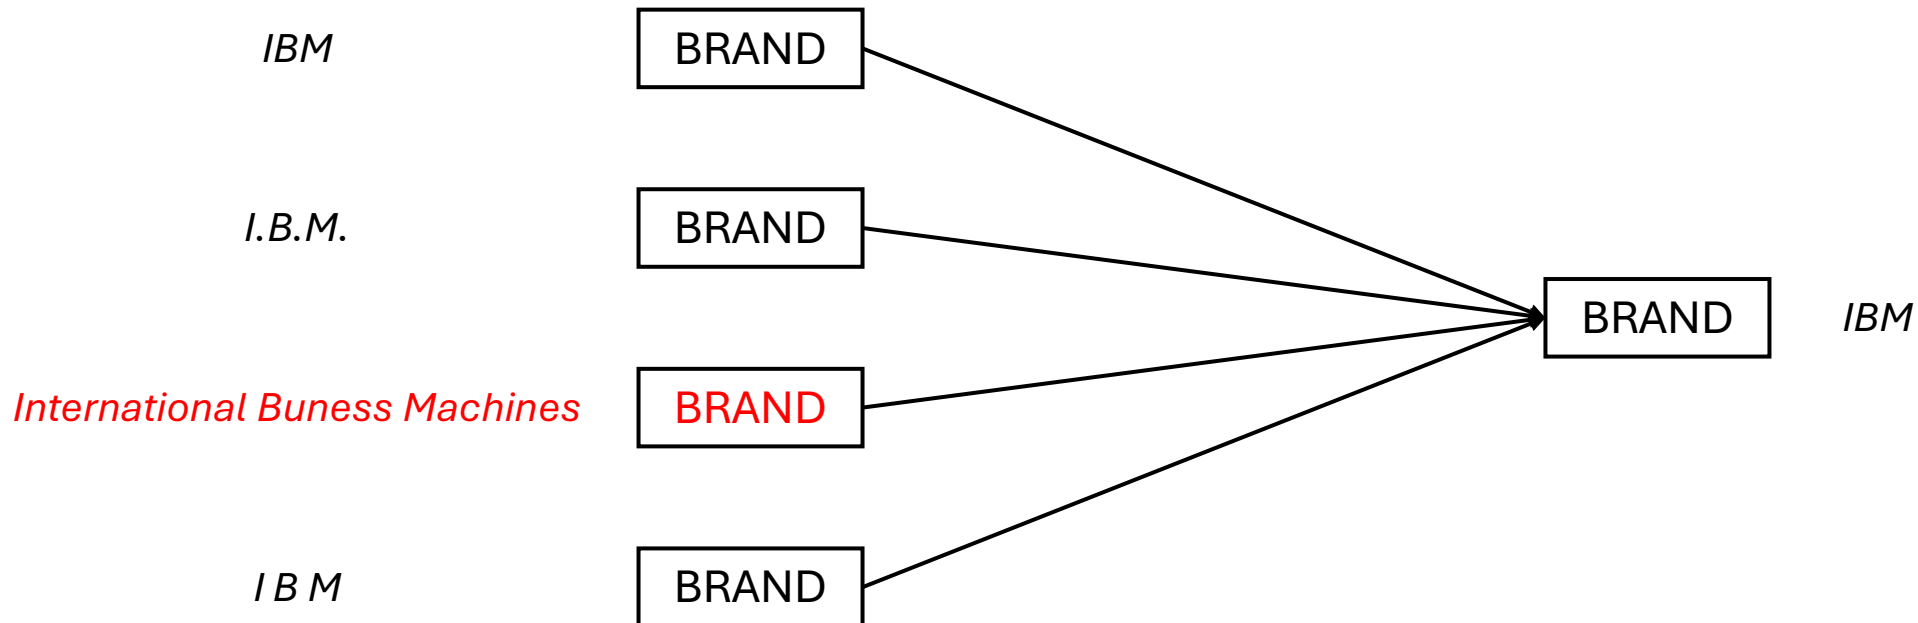 IBM BRAND
I.B.M. BRAND
BRAND IBM
International Buness Machines BRAND
I B M BRAND